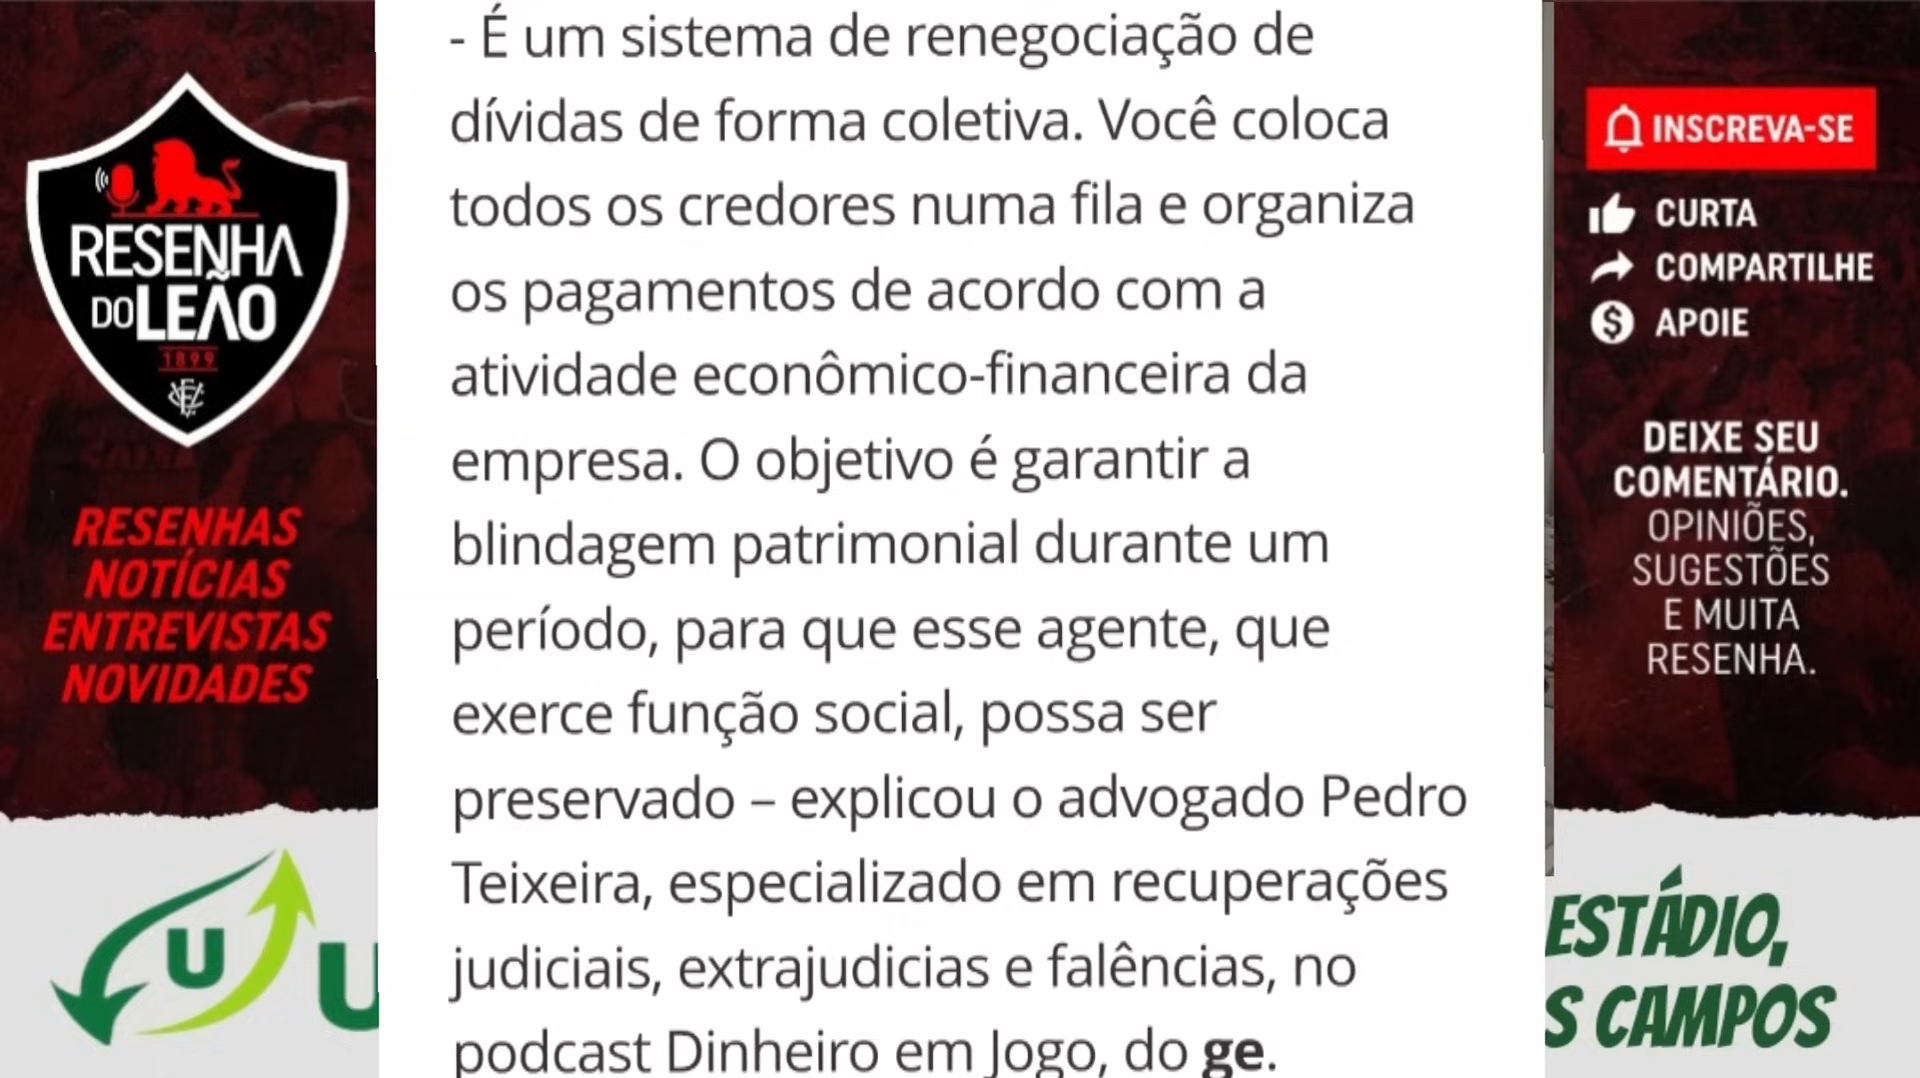 RESENHA
DO LEÃO
1899
RESENHAS
NOTÍCIAS
ENTREVISTAS
NOVIDADES
U
U
- É um sistema de renegociação de
dívidas de forma coletiva. Você coloca
todos os credores numa fila e organiza
os pagamentos de acordo com a
atividade econômico-financeira da
empresa. O objetivo é garantir a
blindagem patrimonial durante um
período, para que esse agente, que
exerce função social, possa ser
preservado – explicou o advogado Pedro
Teixeira, especializado em recuperações
judiciais, extrajudicias e falências, no
podcast Dinheiro em Jogo, do ge.
INSCREVA-SE
CURTA
COMPARTILHE
$ APOIE
DEIXE SEU
COMENTÁRIO.
OPINIÕES,
SUGESTÕES
E MUITA
RESENHA.
ESTÁDIO,
S CAMPOS